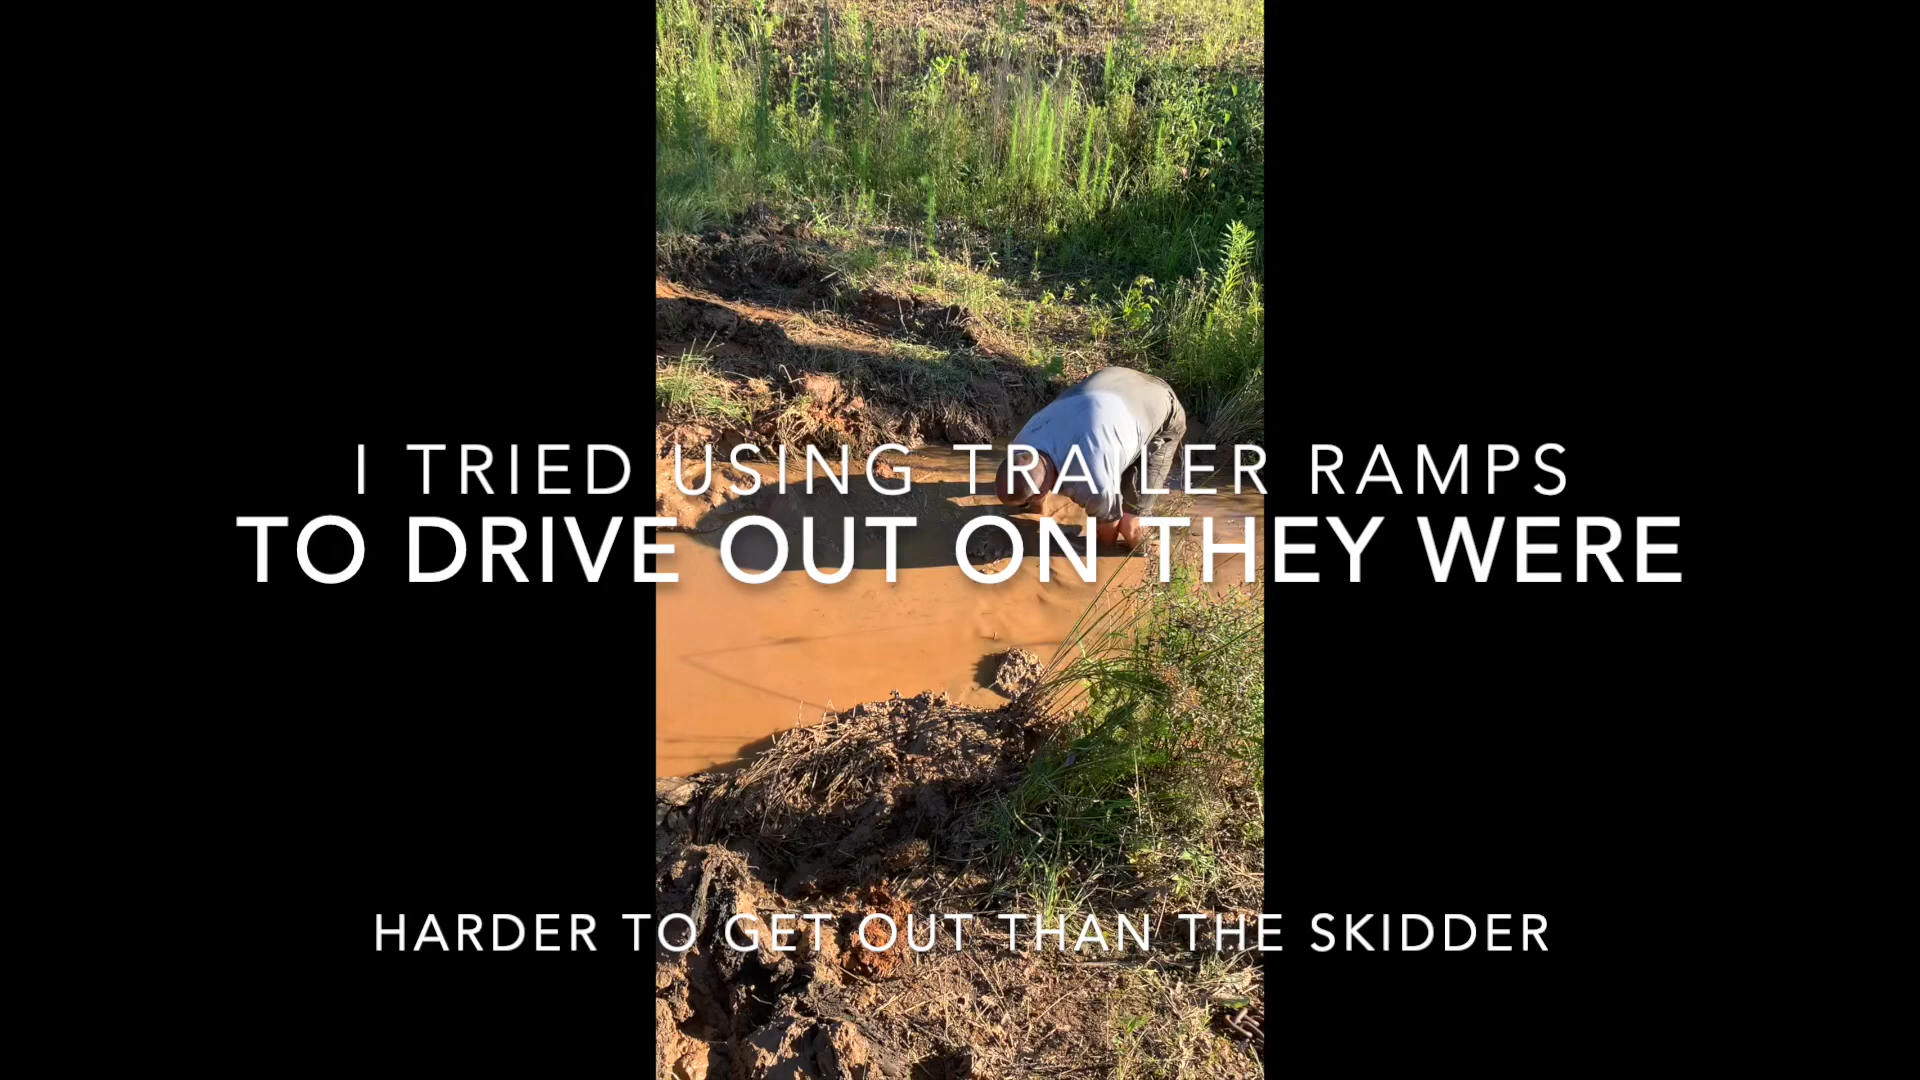 I TRIED USING TRAILER RAMPS
TO DRIVE OUT ON THEY WERE
HARDER TO GET OUT THAN THE SKIDDER